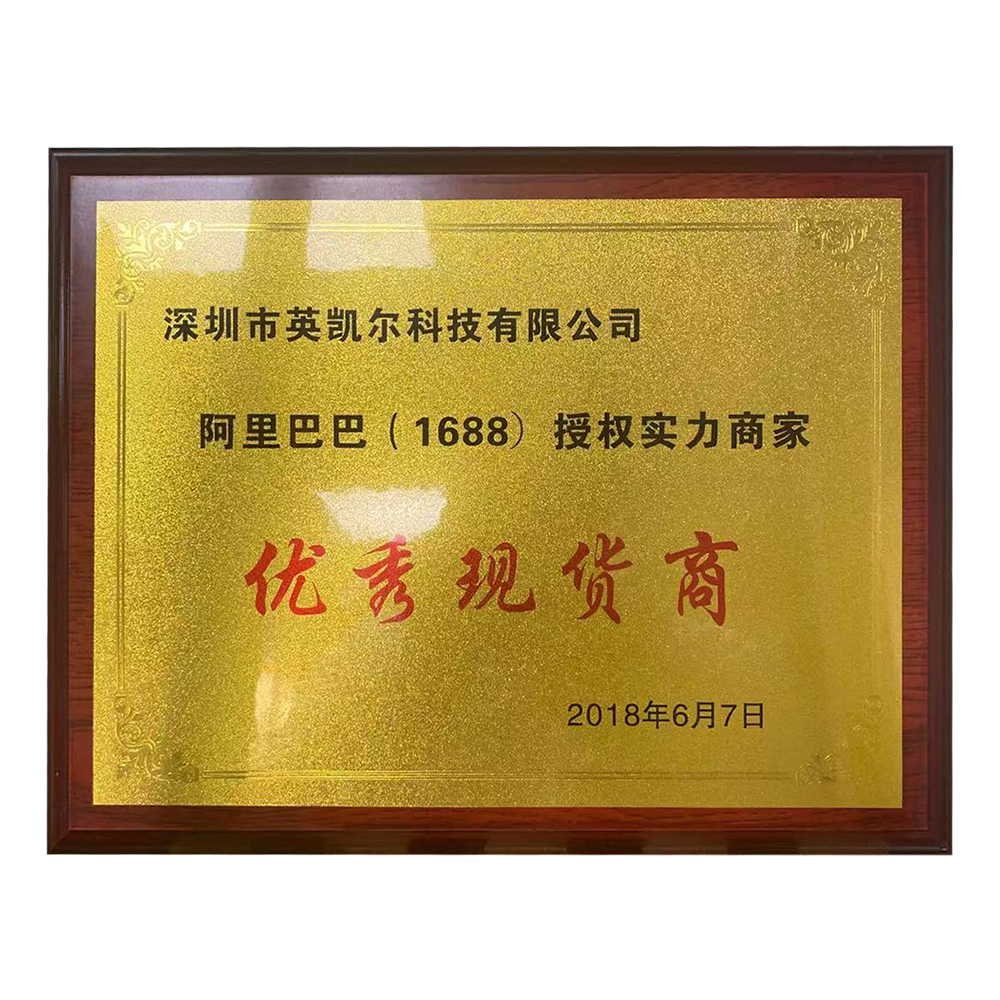 深圳市英凯尔科技有限公司
阿里巴巴（1688）授权实力商家
优秀现货商
2018年6月7日